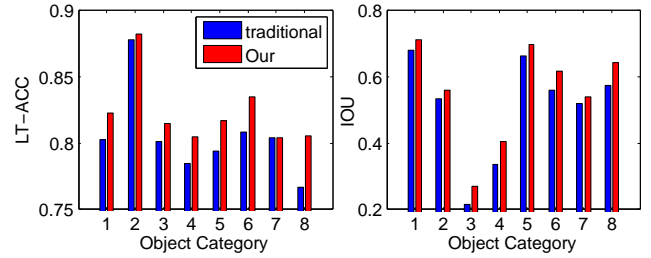 0.9
0.85
0.8
0.75
LT-ACC
traditional
Our
1 2 3 4 5 6 7 8
Object Category
0.8
0.6
0.4
0.2
IOU
1 2 3 4 5 6 7 8
Object Category